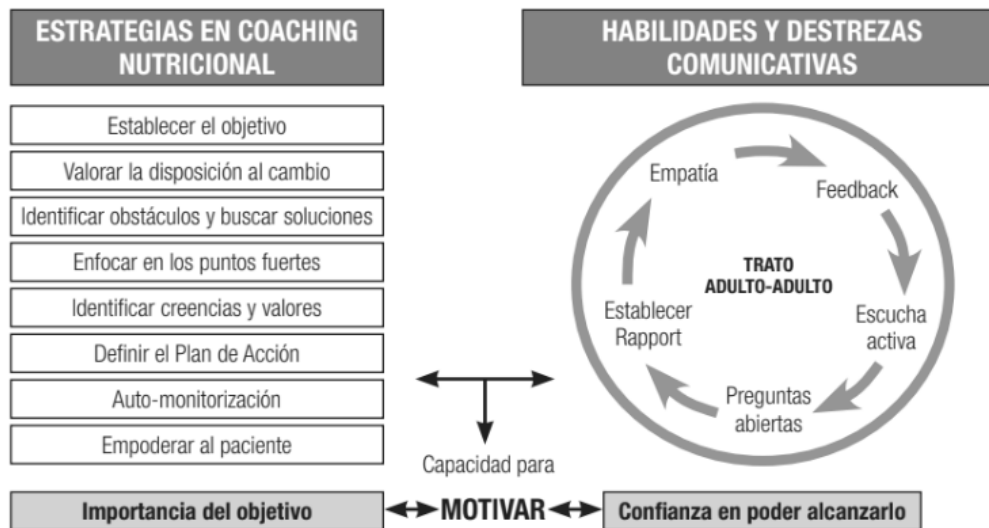 ESTRATEGIAS EN COACHING
NUTRICIONAL
Establecer el objetivo
Valorar la disposición al cambio
Identificar obstáculos y buscar soluciones
Enfocar en los puntos fuertes
Identificar creencias y valores
Definir el Plan de Acción
Auto-monitorización
Empoderar al paciente
HABILIDADES Y DESTREZAS
COMUNICATIVAS
Empatía
Feedback
Escucha
activa
Preguntas
abiertas
Establecer
Rapport
TRATO
ADULTO-ADULTO
Capacidad para
Importancia del objetivo
MOTIVAR
Confianza en poder alcanzarlo